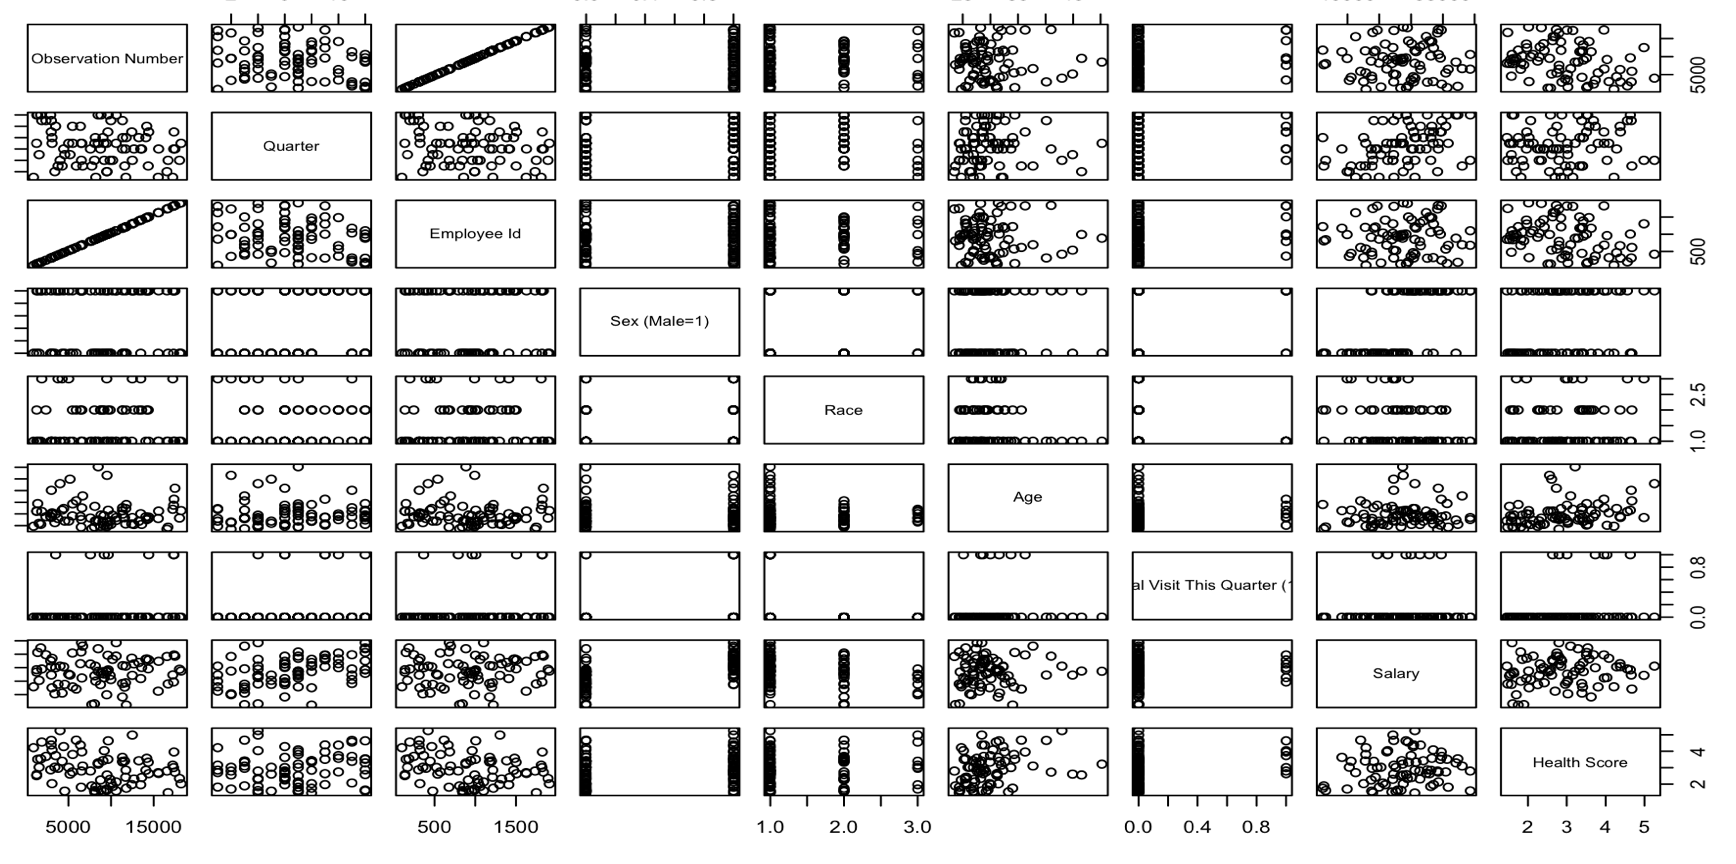 Observation Number
5000
Quarter
Employee Id
500
Sex (Male=1)
Race
1.0 2.5
Age
al Visit This Quarter (1
0.0 0.8
Salary
Health Score
2 4
5000 15000 500 1500 1.0 2.0 3.0 0.0 0.4 0.8 2 3 4 5